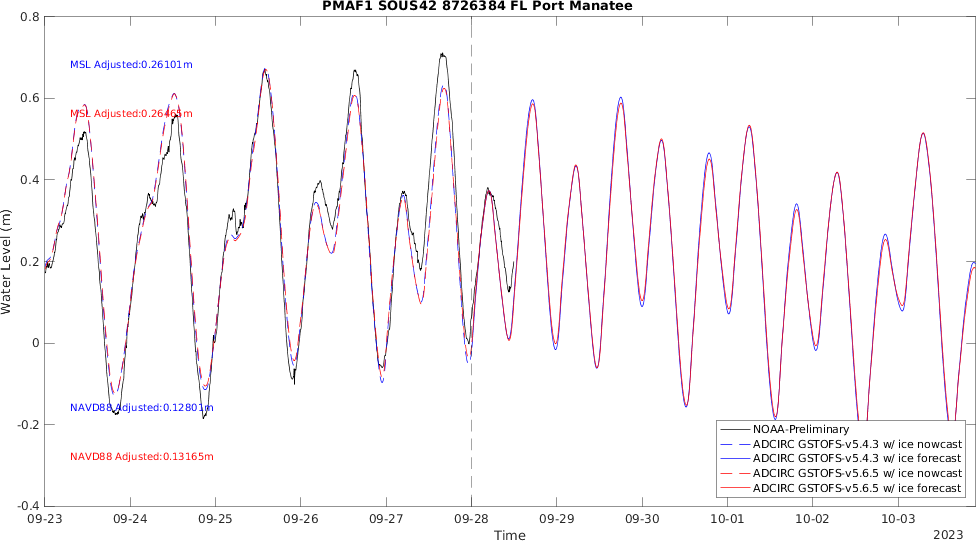 PMAF1 SOUS42 8726384 FL Port Manatee
0.8
MSL Adjusted:0.26101m
0.6
MSL Adjusted:0.26465m
0.4
0.2
0
-0.2
-0.4
Water Level (m)
NAVD88 Adjusted:0.12801m
NAVD88 Adjusted:0.13165m
NOAA-Preliminary
ADCIRC GSTOFS-v5.4.3 w/ ice nowcast
ADCIRC GSTOFS-v5.4.3 w/ ice forecast
ADCIRC GSTOFS-v5.6.5 w/ ice nowcast
ADCIRC GSTOFS-v5.6.5 w/ ice forecast
09-23 09-24 09-25 09-26 09-27 09-28 09-29 09-30 10-01 10-02 10-03
Time
2023